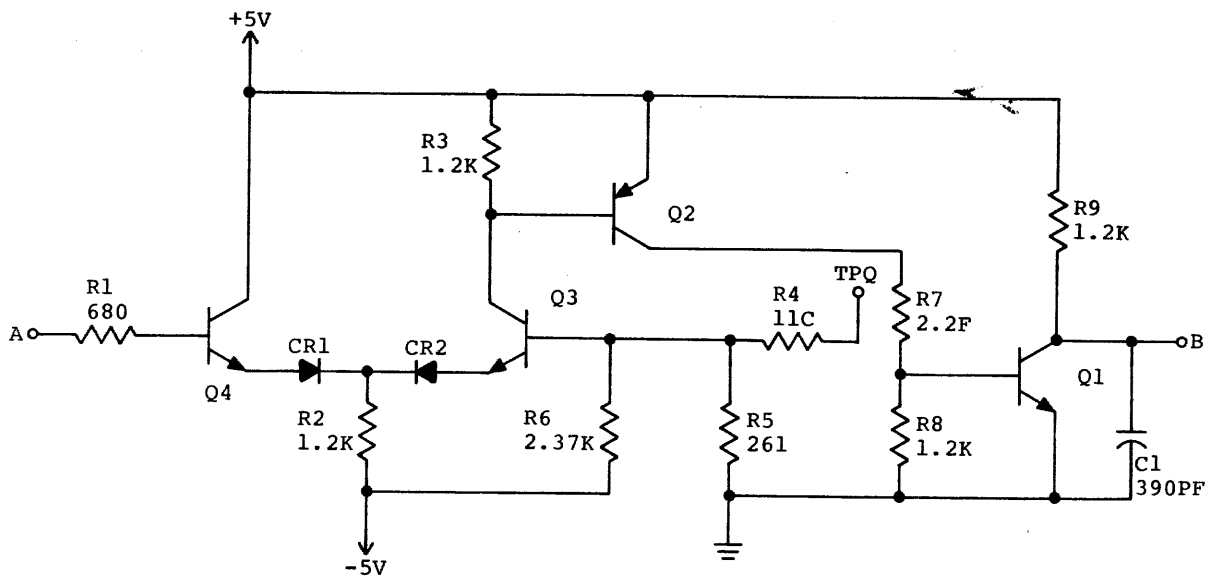 +5V
R3
1.2K
Q2
R9
1.2K
TPQ
R1
680
Q3
R4
11C
R7
2.2F
A
CR1
CR2
B
Q4
Q1
R2
1.2K
R6
2.37K
R5
261
R8
1.2K
C1
390PF
-5V